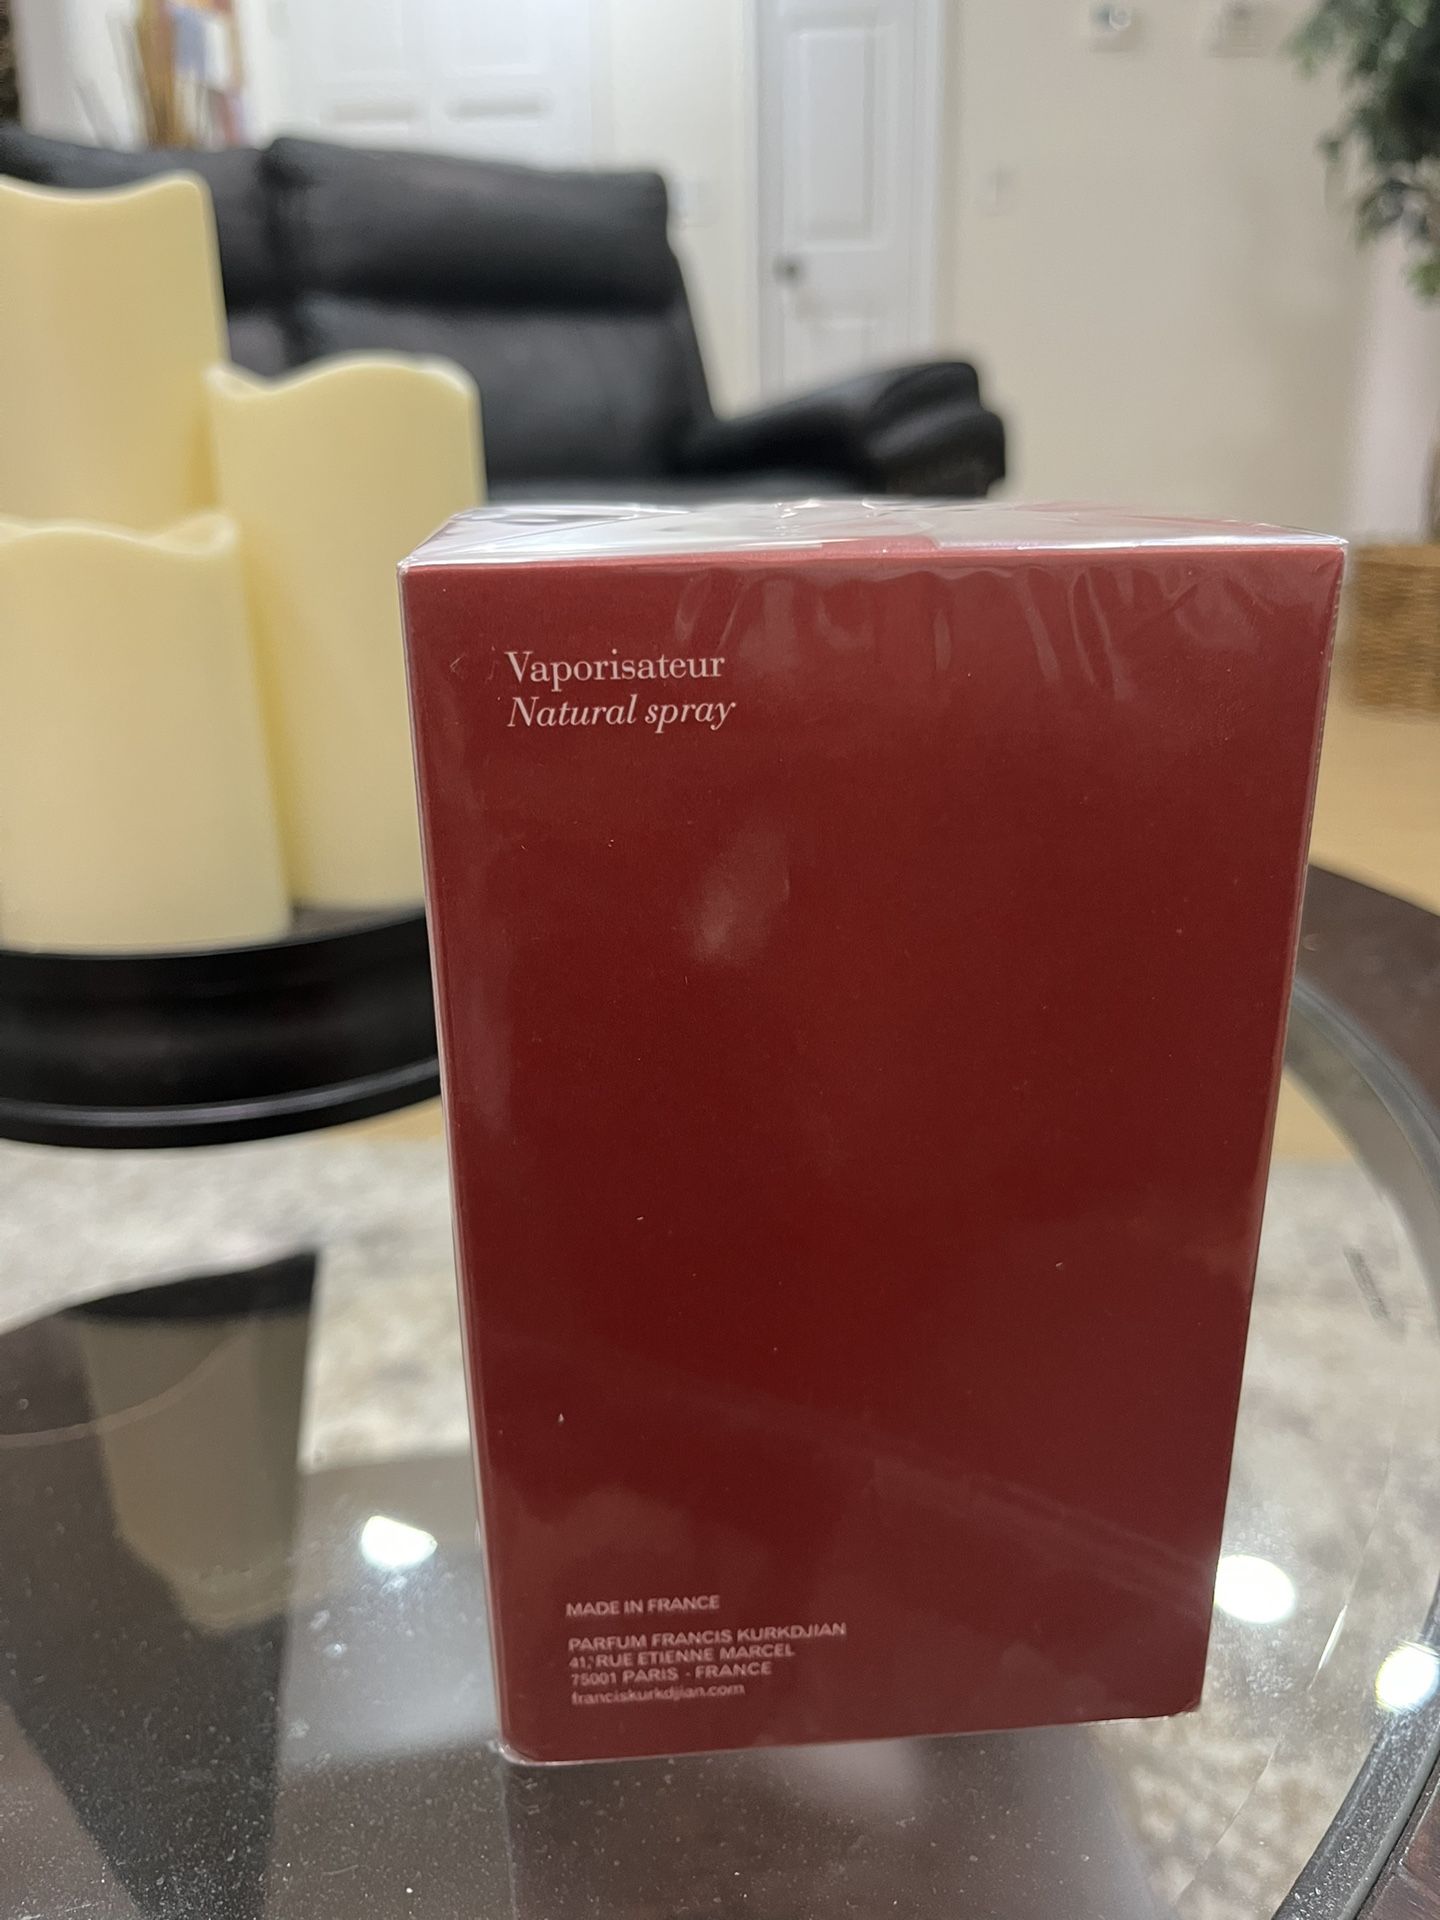 Vaporisateur
Natural spray
MADE IN FRANCE
PARFUM FRANCIS KURKDJIAN
41, RUE ETIENNE MARCEL
75001 PARIS - FRANCE
franciskurkdjian.com